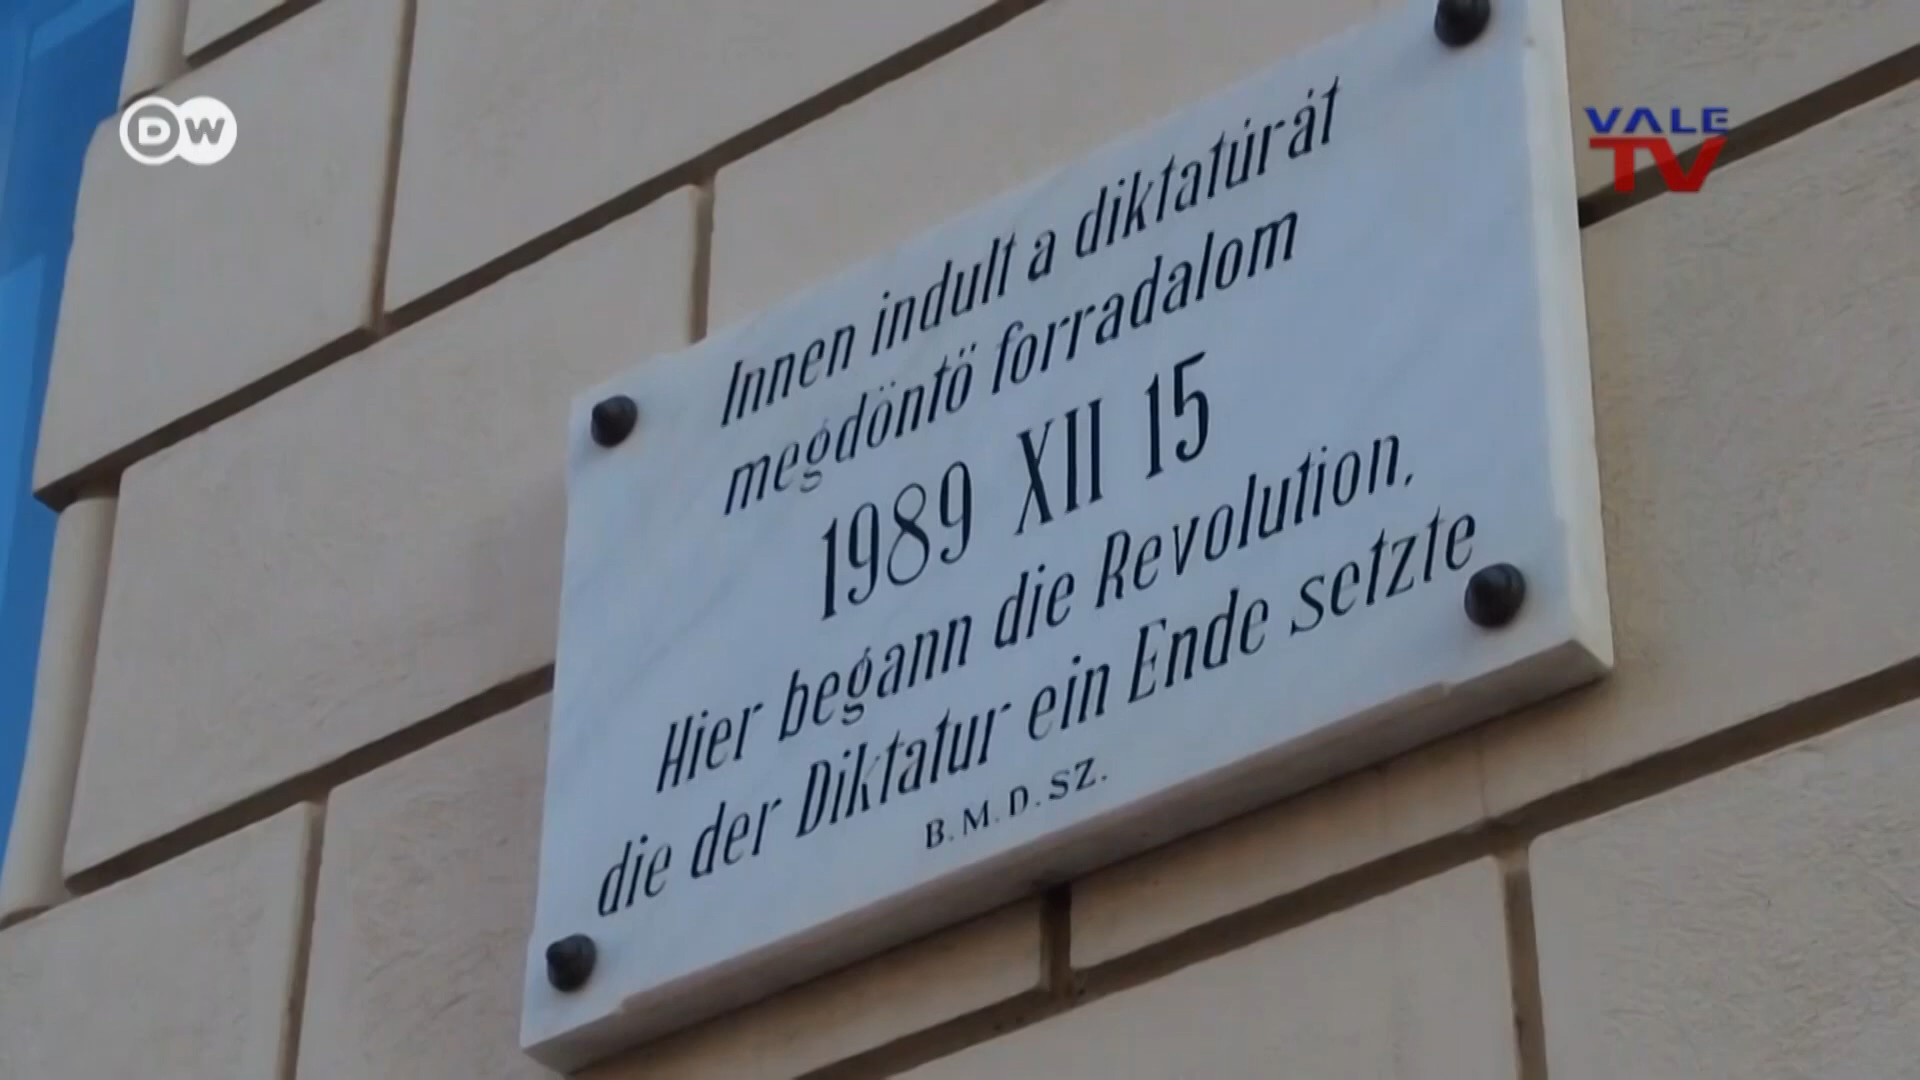 DW
VALE
TV
Innen indult a diktatúrát
megdöntö forradalom
1989 XII 15
Hier begann die Revolution,
die der Diktatur ein Ende setzte
B.M.D.SZ.